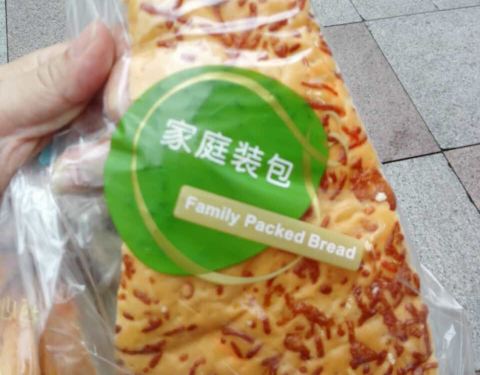 家庭装包
Family Packed Bread